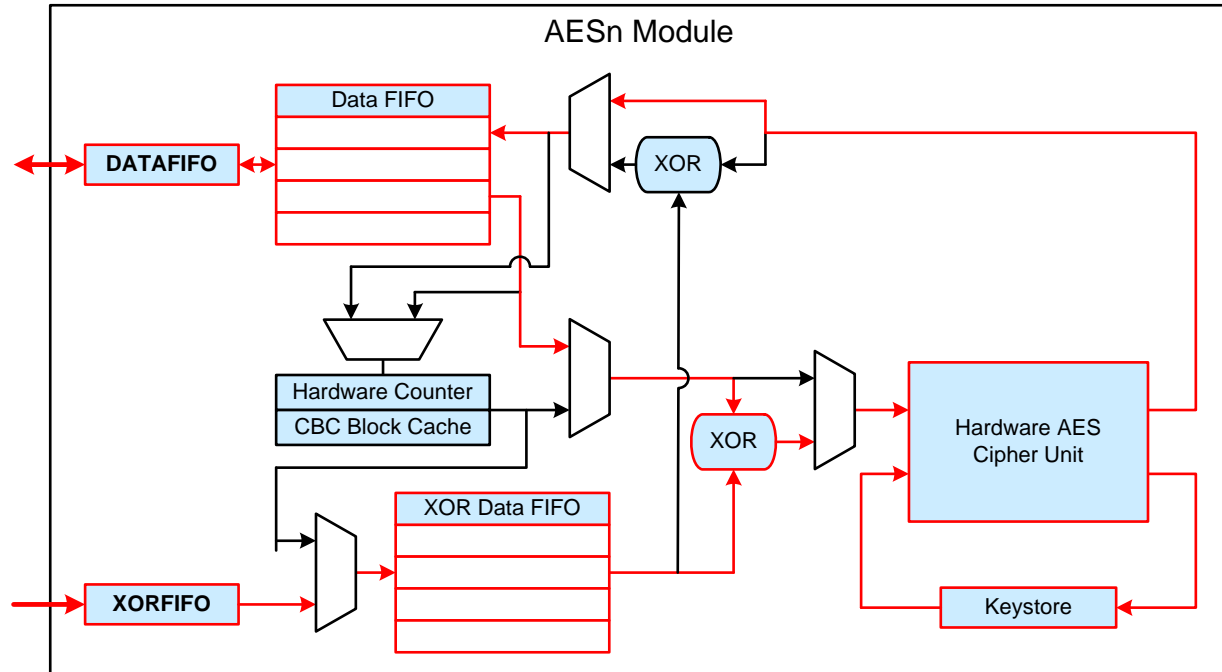 AESn Module
Data FIFO
DATAFIFO
XOR
Hardware Counter
CBC Block Cache
XOR
Hardware AES
Cipher Unit
XOR Data FIFO
XORFIFO
Keystore